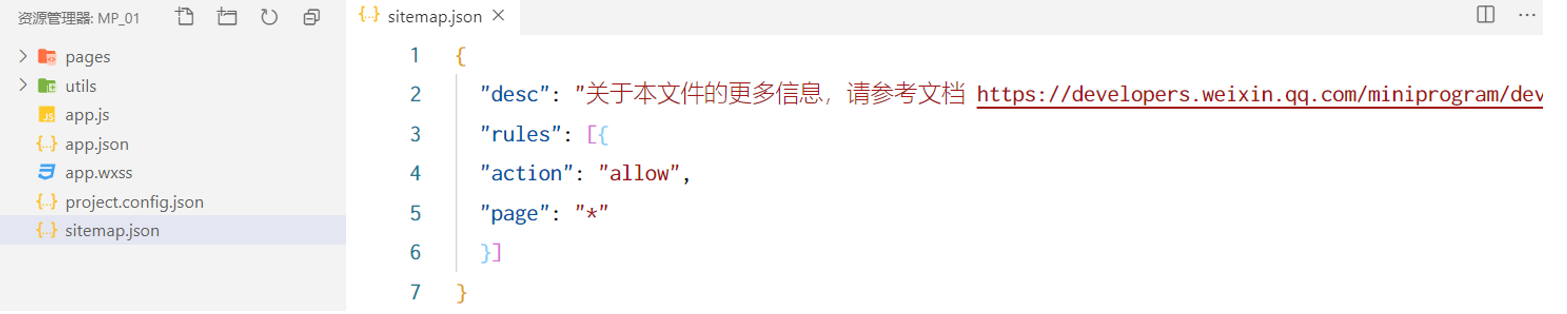 资源管理器: MP_01
pages
utils
app.js
app.json
app.wxss
project.config.json
sitemap.json
sitemap.json
1 {
2 "desc": "关于本文件的更多信息，请参考文档 https://developers.weixin.qq.com/miniprogram/dev
3 "rules": [{
4 "action": "allow",
5 "page": "*"
6 }]
7 }